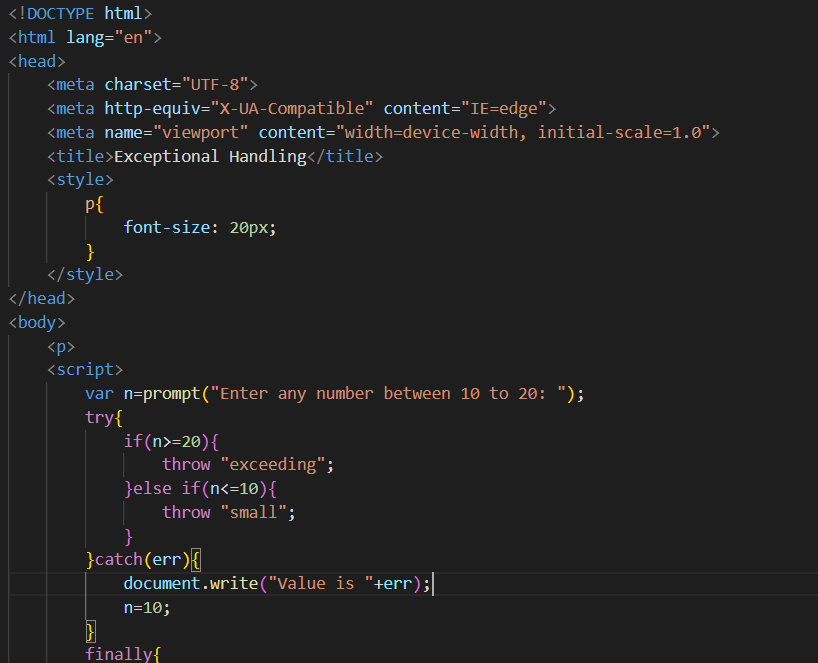 <!DOCTYPE html>
<html lang="en">
<head>
    <meta charset="UTF-8">
    <meta http-equiv="X-UA-Compatible" content="IE=edge">
    <meta name="viewport" content="width=device-width, initial-scale=1.0">
    <title>Exceptional Handling</title>
    <style>
        p{
            font-size: 20px;
        }
    </style>
</head>
<body>
    <p>
    <script>
        var n=prompt("Enter any number between 10 to 20: ");
        try{
            if(n>=20){
                throw "exceeding";
            }else if(n<=10){
                throw "small";
            }
        }catch(err){
            document.write("Value is "+err);
            n=10;
        }
        finally{